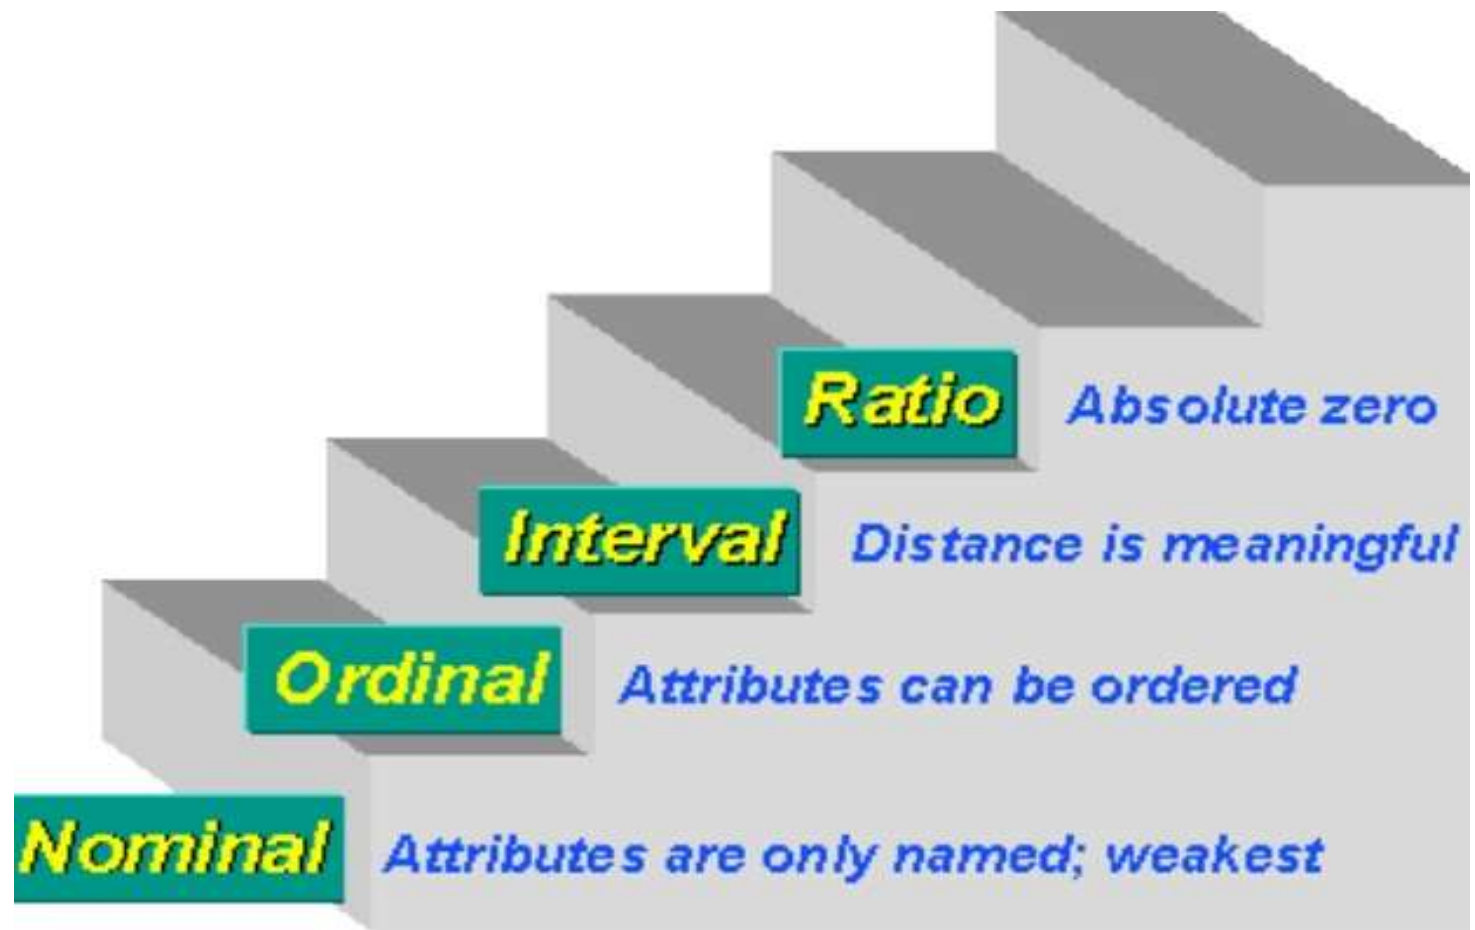 Ratio Absolute zero
Interval Distance is meaningful
Ordinal Attributes can be ordered
Nominal Attributes are only named; weakest